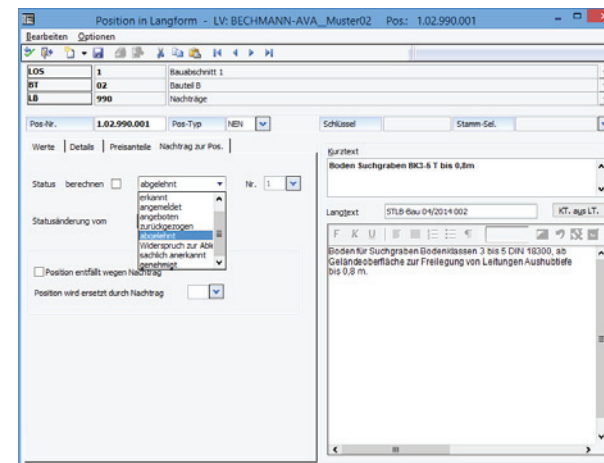 Position in Langform - LV: BECHMANN-AVA__Muster02 Pos.: 1.02.990.001
Bearbeiten Optionen
LOS 1 Bauabschnitt 1
BT 02 Bauteil B
LB 990 Nachträge
Pos-Nr. 1.02.990.001 Pos-Typ NEN Schlüssel Stamm-Sel.
Werte Details Preisanteile Nachtrag zur Pos.
Kurztext
Boden Suchgraben BK3-5 T bis 0,8m
Status berechnen abgelehnt Nr. 1
erkannt
angemeldet
angeboten
zurückgezogen
abgelehnt
Widerspruch zur Able
sachlich anerkannt
genehmigt
Statusänderung vom
Position entfällt wegen Nachtrag
Position wird ersetzt durch Nachtrag
Langtext STLB-Bau 04/2014 002 KT. aus LT.
F K U
Boden für Suchgraben Bodenklassen 3 bis 5 DIN 18300, ab
Geländeoberfläche zur Freilegung von Leitungen Aushubtiefe
bis 0,8 m.